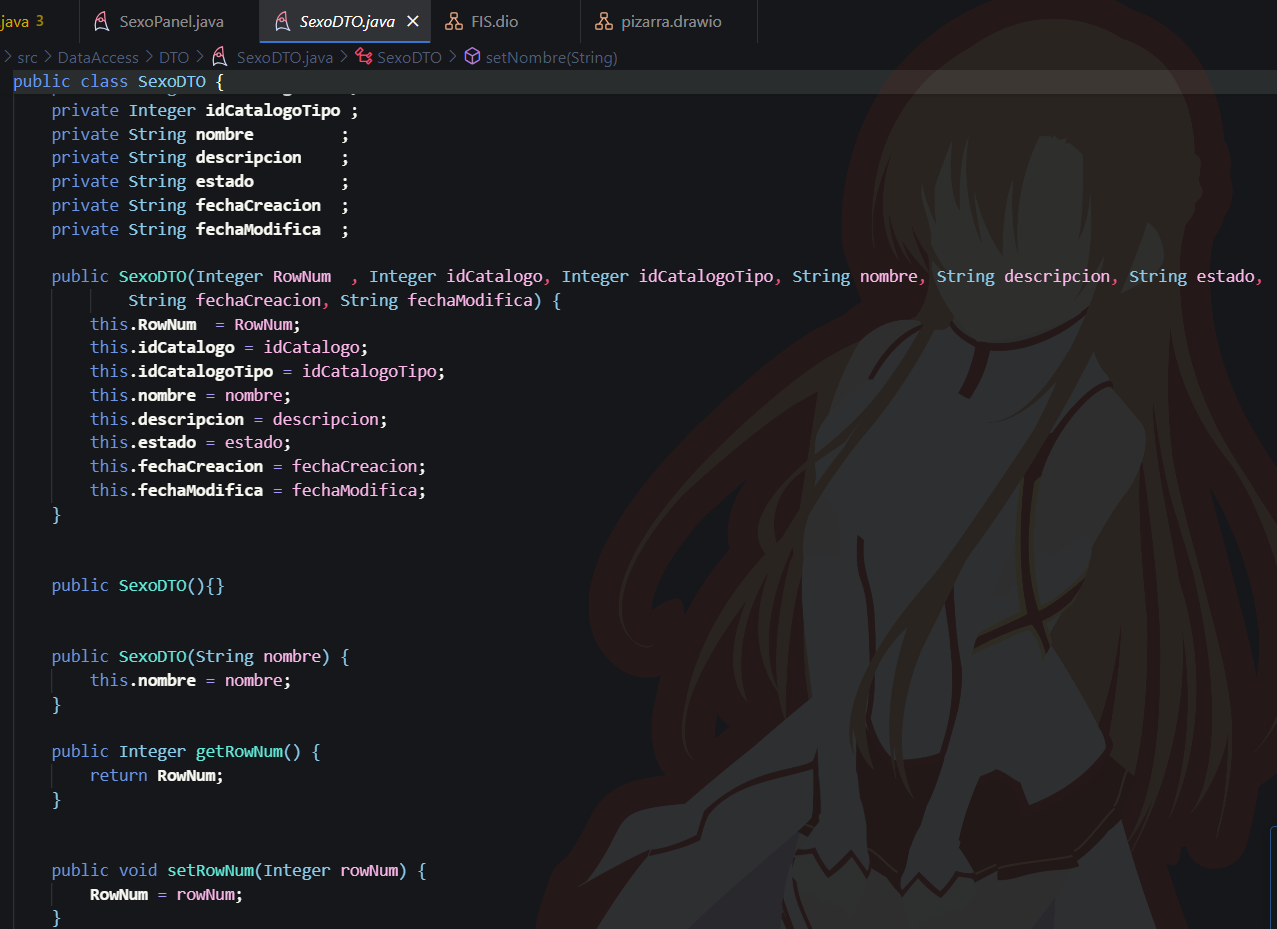 java 3 SexoPanel.java SexoDTO.java × FIS.dio pizarra.drawio
> src > DataAccess > DTO > SexoDTO.java > SexoDTO > setNombre(String)
public class SexoDTO {
private Integer idCatalogoTipo ;
private String nombre ;
private String descripcion ;
private String estado ;
private String fechaCreacion ;
private String fechaModifica ;
public SexoDTO(Integer RowNum , Integer idCatalogo, Integer idCatalogoTipo, String nombre, String descripcion, String estado,
String fechaCreacion, String fechaModifica) {
this.RowNum = RowNum;
this.idCatalogo = idCatalogo;
this.idCatalogoTipo = idCatalogoTipo;
this.nombre = nombre;
this.descripcion = descripcion;
this.estado = estado;
this.fechaCreacion = fechaCreacion;
this.fechaModifica = fechaModifica;
}
public SexoDTO(){}
public SexoDTO(String nombre) {
this.nombre = nombre;
}
public Integer getRowNum() {
return RowNum;
}
public void setRowNum(Integer rowNum) {
RowNum = rowNum;
}